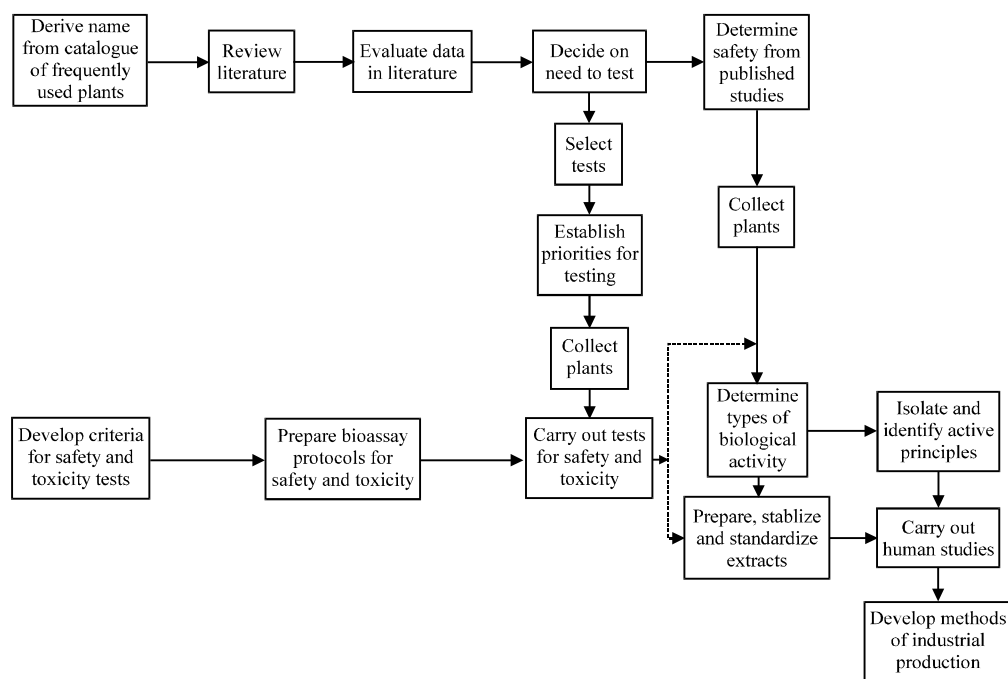 Derive name
from catalogue
of frequently
used plants
Review
literature
Evaluate data
in literature
Decide on
need to test
Determine
safety from
published
studies
Select
tests
Establish
priorities for
testing
Collect
plants
Collect
plants
Develop criteria
for safety and
toxicity tests
Prepare bioassay
protocols for
safety and toxicity
Carry out tests
for safety and
toxicity
Determine
types of
biological
activity
Isolate and
identify active
principles
Prepare, stablize
and standardize
extracts
Carry out
human studies
Develop methods
of industrial
production